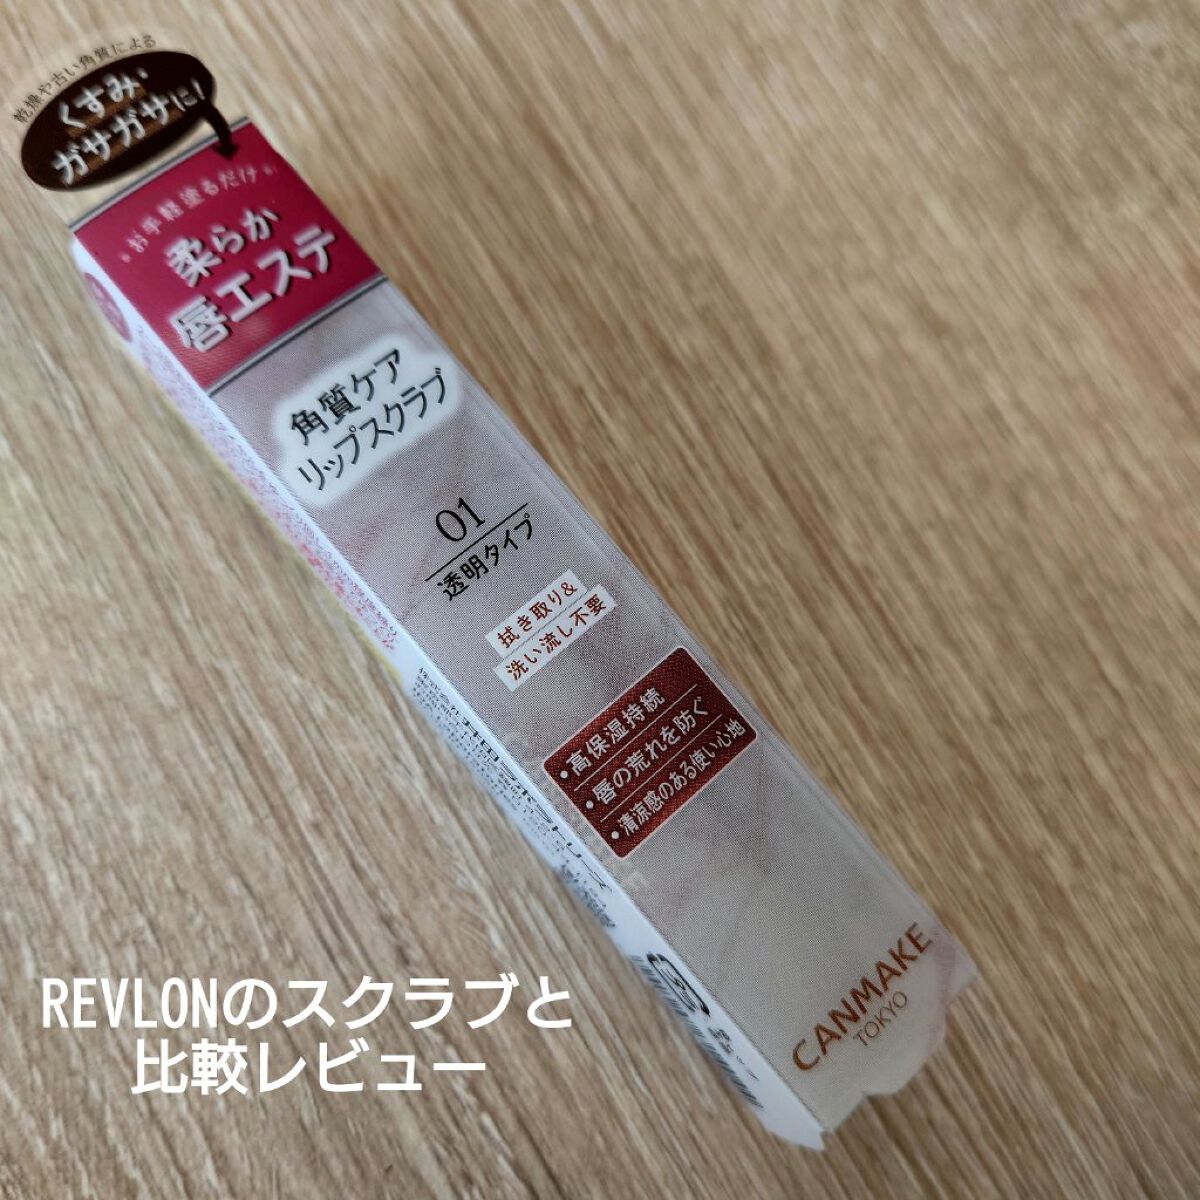 乾燥や古い角質による
くすみ・
ガサガサに!
お手軽塗るだけ
柔らか
唇エステ
角質ケア
リップスクラブ
01
透明タイプ
拭き取り&
洗い流し不要
・高保湿持続
・唇の荒れを防ぐ
・清涼感のある使い心地
CANMAKE
TOKYO
REVLONのスクラブと
比較レビュー